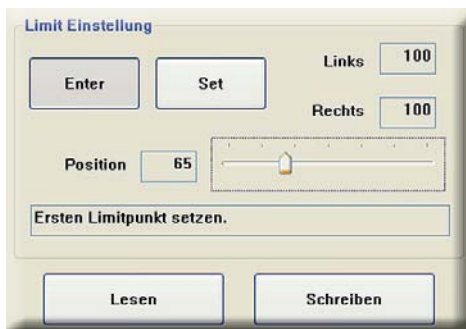 Limit Einstellung
Enter
Set
Links 100
Rechts 100
Position 65
Ersten Limitpunkt setzen.
Lesen
Schreiben